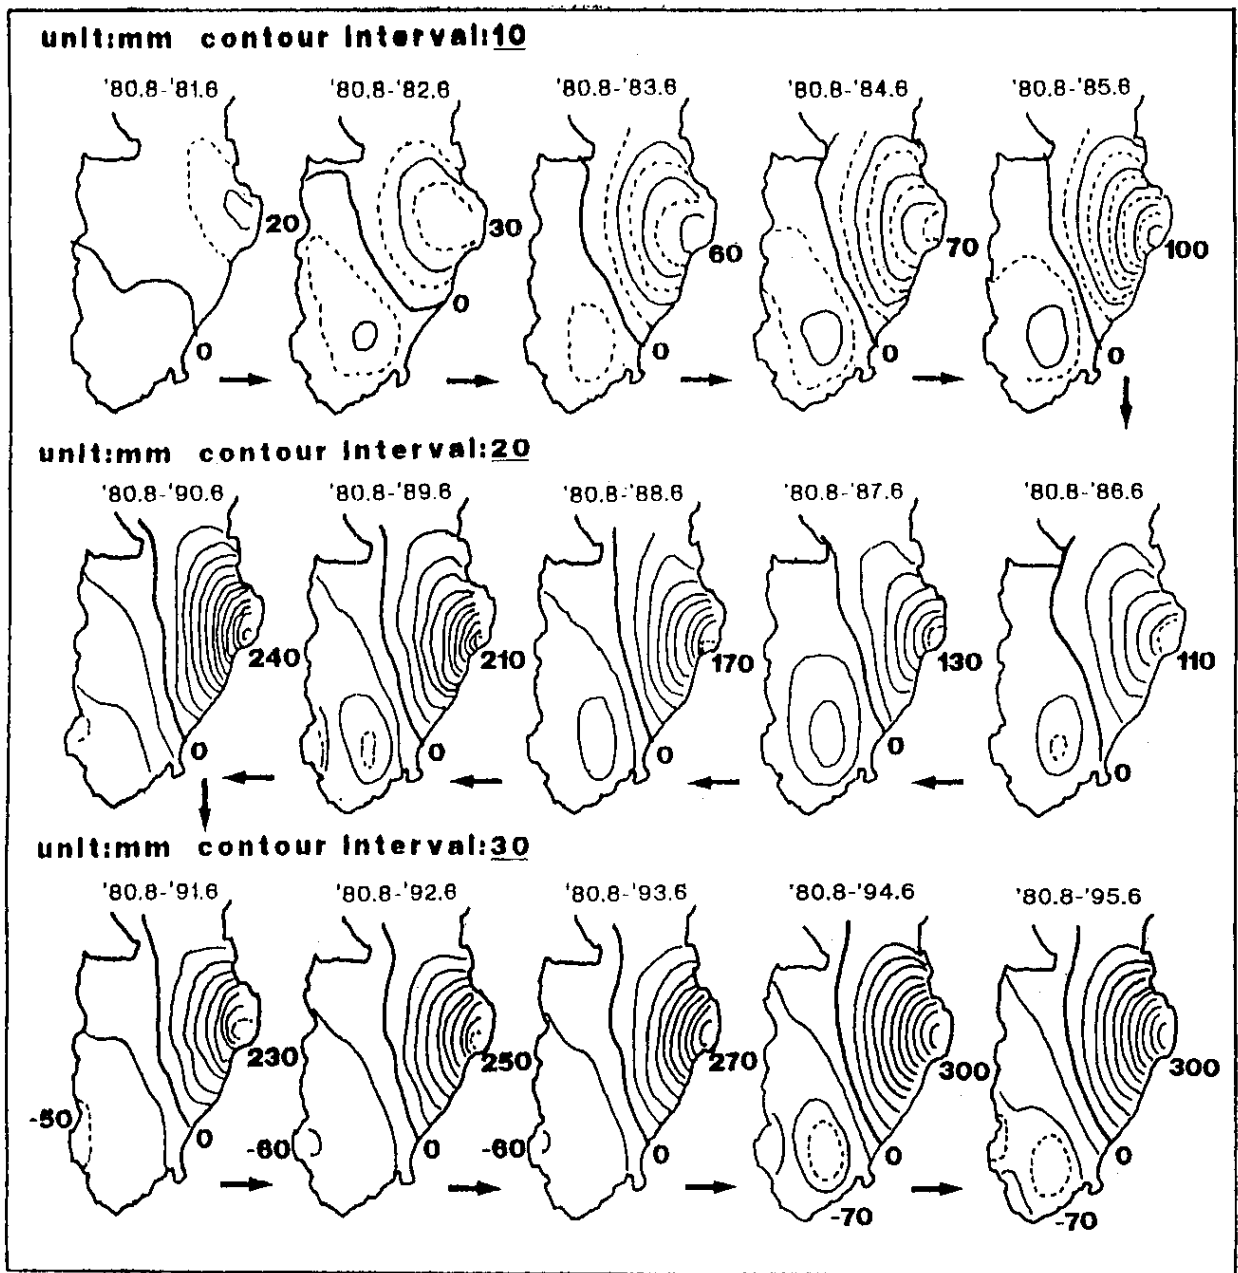 unit:mm contour interval:10
'80.8-'81.6 '80.8-'82.6 '80.8-'83.6 '80.8-'84.6 '80.8-'85.6
20 30 60 70 100
0 0 0 0 0
unit:mm contour interval:20
'80.8-'90.6 '80.8-'89.6 '80.8-'88.6 '80.8-'87.6 '80.8-'86.6
240 210 170 130 110
0 0 0 0 0
unit:mm contour interval:30
'80.8-'91.6 '80.8-'92.6 '80.8-'93.6 '80.8-'94.6 '80.8-'95.6
230 250 270 300 300
-50 0 -60 0 -60 0 0 0
-70 -70